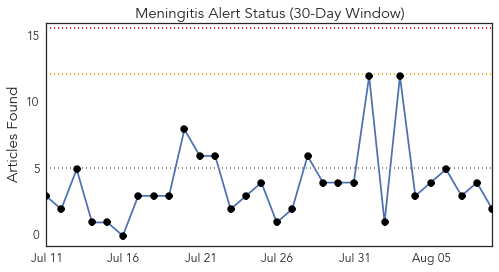 Meningitis Alert Status (30-Day Window)
Articles Found
15
10
5
0
Jul 11 Jul 16 Jul 21 Jul 26 Jul 31 Aug 05